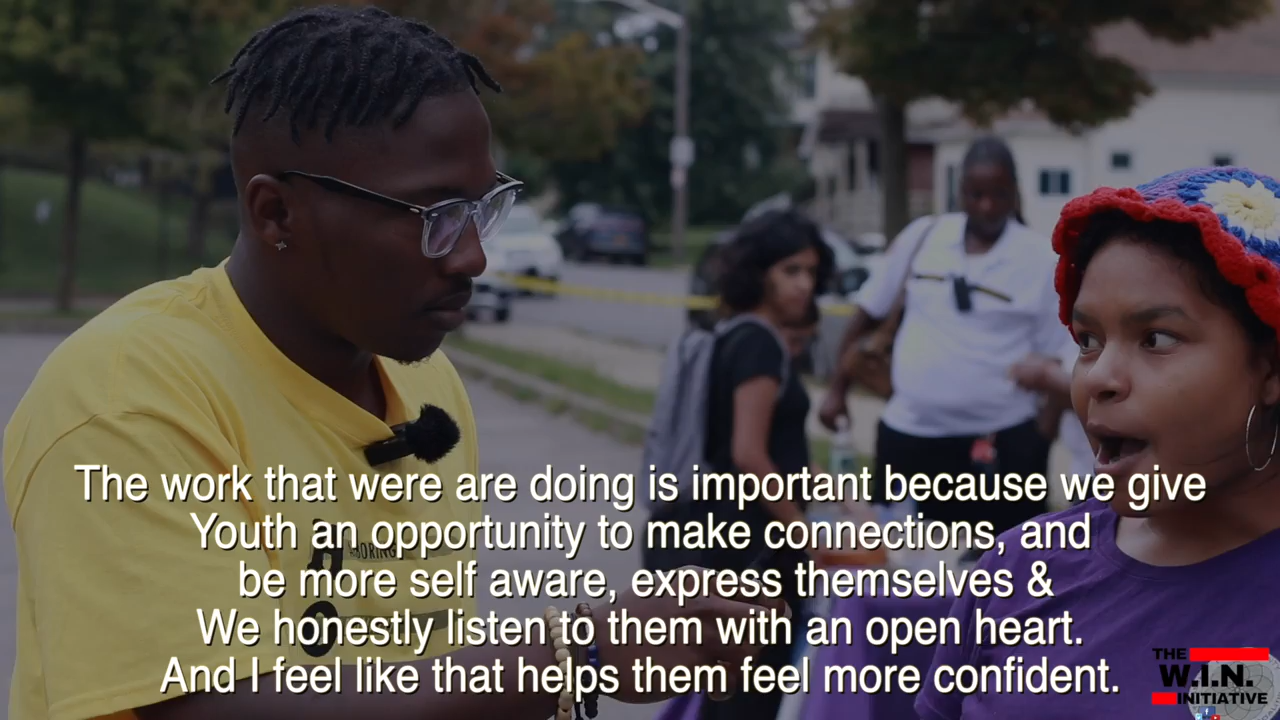 The work that were are doing is important because we give
Youth an opportunity to make connections, and
be more self aware, express themselves &
We honestly listen to them with an open heart.
And I feel like that helps them feel more confident.
THE
W.I.N.
INITIATIVE